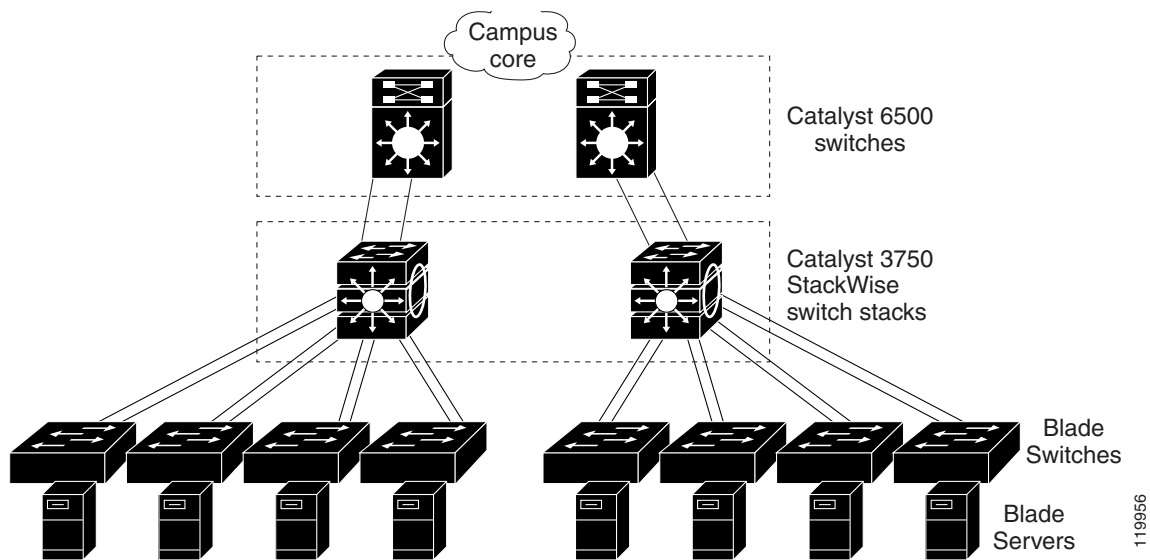 Campus
core
Catalyst 6500
switches
Catalyst 3750
StackWise
switch stacks
Blade
Switches
Blade
Servers
119956